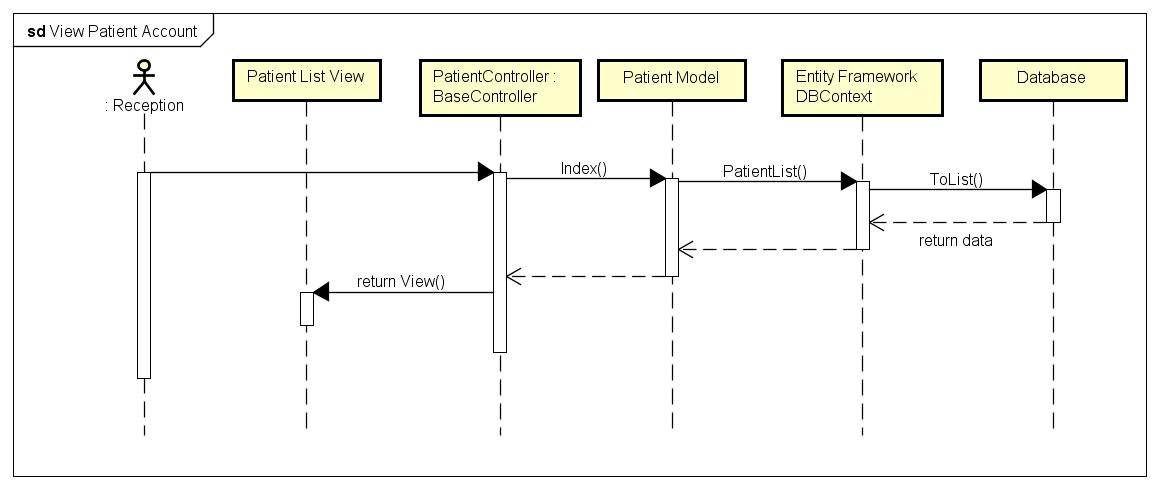 sd View Patient Account
: Reception
Patient List View
PatientController :
BaseController
Patient Model
Entity Framework
DBContext
Database
Index()
PatientList()
ToList()
return data
return View()